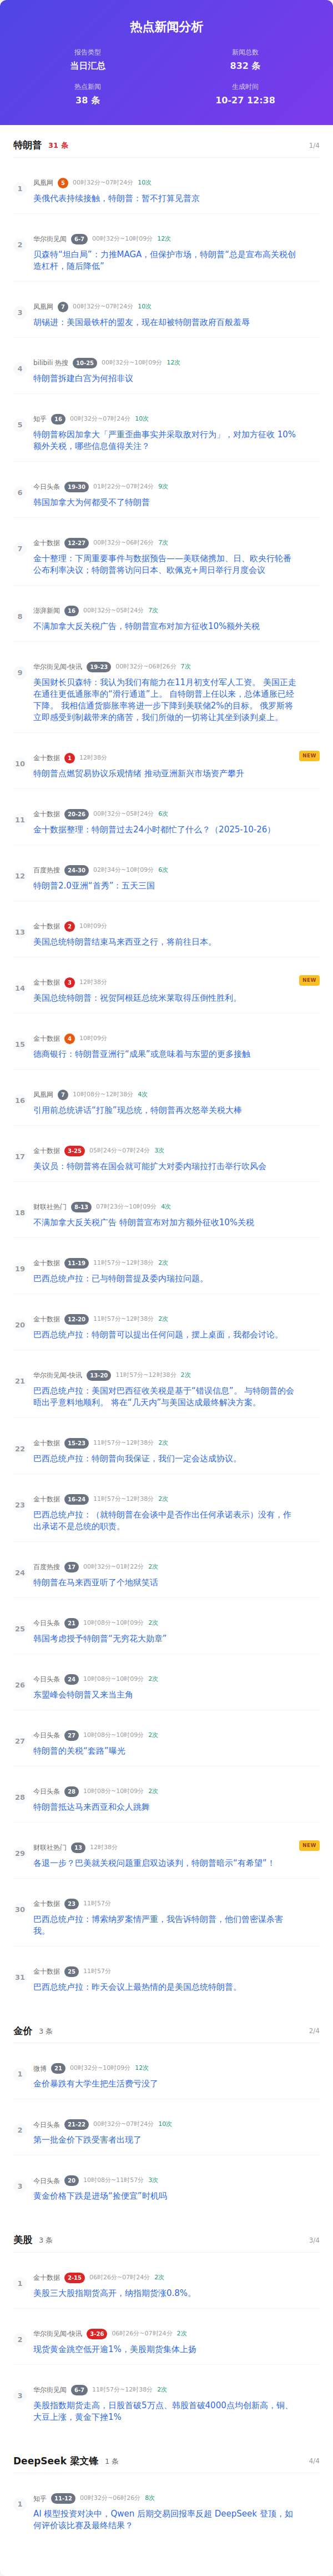 热点新闻分析
报告类型
新闻总数
当日汇总
832 条
热点新闻
生成时间
38 条
10-27 12:38
特朗普 31 条 1/4
1 凤凰网 5 00时32分~07时24分 10次
美俄代表持续接触，特朗普：暂不打算见普京
2 华尔街见闻 6-7 00时32分~10时09分 12次
贝森特“坦白”：力推MAGA，但保护市场，特朗普“总是宣布高关税创
造杠杆，随后降低”
3 凤凰网 7 00时32分~07时24分 10次
胡锡进：美国最铁杆的盟友，现在却被特朗普政府百般羞辱
4 bilibili 热搜 10-25 00时32分~10时09分 12次
特朗普拆建白宫为何招非议
5 知乎 16 00时32分~07时24分 10次
特朗普称因加拿大「严重歪曲事实并采取敌对行为」，对加方征收 10%
额外关税，哪些信息值得关注？
6 今日头条 19-30 01时22分~07时24分 9次
韩国加拿大为何都受不了特朗普
7 金十数据 12-27 00时32分~06时26分 7次
金十整理：下周重要事件与数据预告——美联储携加、日、欧央行轮番
公布利率决议；特朗普将访问日本、欧佩克+周日举行月度会议
8 澎湃新闻 16 00时32分~05时24分 7次
不满加拿大反关税广告，特朗普宣布对加方征收10%额外关税
9 华尔街见闻-快讯 19-23 00时32分~06时26分 7次
美国财长贝森特：我认为我们有能力在11月初支付军人工资。 美国正走
在通往更低通胀率的“滑行通道”上。 自特朗普上任以来，总体通胀已经
下降。 我相信通货膨胀率将进一步下降到美联储2%的目标。 俄罗斯将
立即感受到制裁带来的痛苦，我们所做的一切将让其坐到谈判桌上。
10 金十数据 1 12时38分 NEW
特朗普点燃贸易协议乐观情绪 推动亚洲新兴市场资产攀升
11 金十数据 20-26 00时32分~05时24分 6次
金十数据整理：特朗普过去24小时都忙了什么？（2025-10-26）
12 百度热搜 24-30 02时34分~10时09分 6次
特朗普2.0亚洲“首秀”：五天三国
13 金十数据 2 10时09分
美国总统特朗普结束马来西亚之行，将前往日本。
14 金十数据 3 12时38分 NEW
美国总统特朗普：祝贺阿根廷总统米莱取得压倒性胜利。
15 金十数据 4 10时09分
德商银行：特朗普亚洲行“成果”或意味着与东盟的更多接触
16 凤凰网 7 10时08分~12时38分 4次
引用前总统讲话“打脸”现总统，特朗普再次怒举关税大棒
17 金十数据 3-25 05时24分~07时24分 3次
美议员：特朗普将在国会就可能扩大对委内瑞拉打击举行吹风会
18 财联社热门 8-13 07时23分~10时09分 4次
不满加拿大反关税广告 特朗普宣布对加方额外征收10%关税
19 金十数据 11-19 11时57分~12时38分 2次
巴西总统卢拉：已与特朗普提及委内瑞拉问题。
20 金十数据 12-20 11时57分~12时38分 2次
巴西总统卢拉：特朗普可以提出任何问题，摆上桌面，我都会讨论。
21 华尔街见闻-快讯 13-20 11时57分~12时38分 2次
巴西总统卢拉：美国对巴西征收关税是基于“错误信息”。 与特朗普的会
晤出乎意料地顺利。 将在“几天内”与美国达成最终解决方案。
22 金十数据 15-23 11时57分~12时38分 2次
巴西总统卢拉：特朗普向我保证，我们一定会达成协议。
23 金十数据 16-24 11时57分~12时38分 2次
巴西总统卢拉：（就特朗普在会谈中是否作出任何承诺表示）没有，作
出承诺不是总统的职责。
24 百度热搜 17 00时32分~01时22分 2次
特朗普在马来西亚听了个地狱笑话
25 今日头条 21 10时08分~10时09分 2次
韩国考虑授予特朗普“无穷花大勋章”
26 今日头条 24 10时08分~10时09分 2次
东盟峰会特朗普又来当主角
27 今日头条 27 10时08分~10时09分 2次
特朗普的关税“套路”曝光
28 今日头条 28 10时08分~10时09分 2次
特朗普抵达马来西亚和众人跳舞
29 财联社热门 13 12时38分 NEW
各退一步？巴美就关税问题重启双边谈判，特朗普暗示“有希望”！
30 金十数据 23 11时57分
巴西总统卢拉：博索纳罗案情严重，我告诉特朗普，他们曾密谋杀害
我。
31 金十数据 25 11时57分
巴西总统卢拉：昨天会议上最热情的是美国总统特朗普。
金价 3 条 2/4
1 微博 21 00时32分~10时09分 12次
金价暴跌有大学生把生活费亏没了
2 今日头条 21-22 00时32分~07时24分 10次
第一批金价下跌受害者出现了
3 今日头条 20 10时08分~11时57分 3次
黄金价格下跌是进场“捡便宜”时机吗
美股 3 条 3/4
1 金十数据 2-15 06时26分~07时24分 2次
美股三大股指期货高开，纳指期货涨0.8%。
2 华尔街见闻-快讯 3-26 06时26分~07时24分 2次
现货黄金跳空低开逾1%，美股期货集体上扬
3 华尔街见闻 6-7 11时57分~12时38分 2次
美股指数期货走高，日股首破5万点、韩股首破4000点均创新高，铜、
大豆上涨，黄金下挫1%
DeepSeek 梁文锋 1 条 4/4
1 知乎 11-12 00时32分~06时26分 8次
AI 模型投资对决中，Qwen 后期交易回报率反超 DeepSeek 登顶，如
何评价该比赛及最终结果？